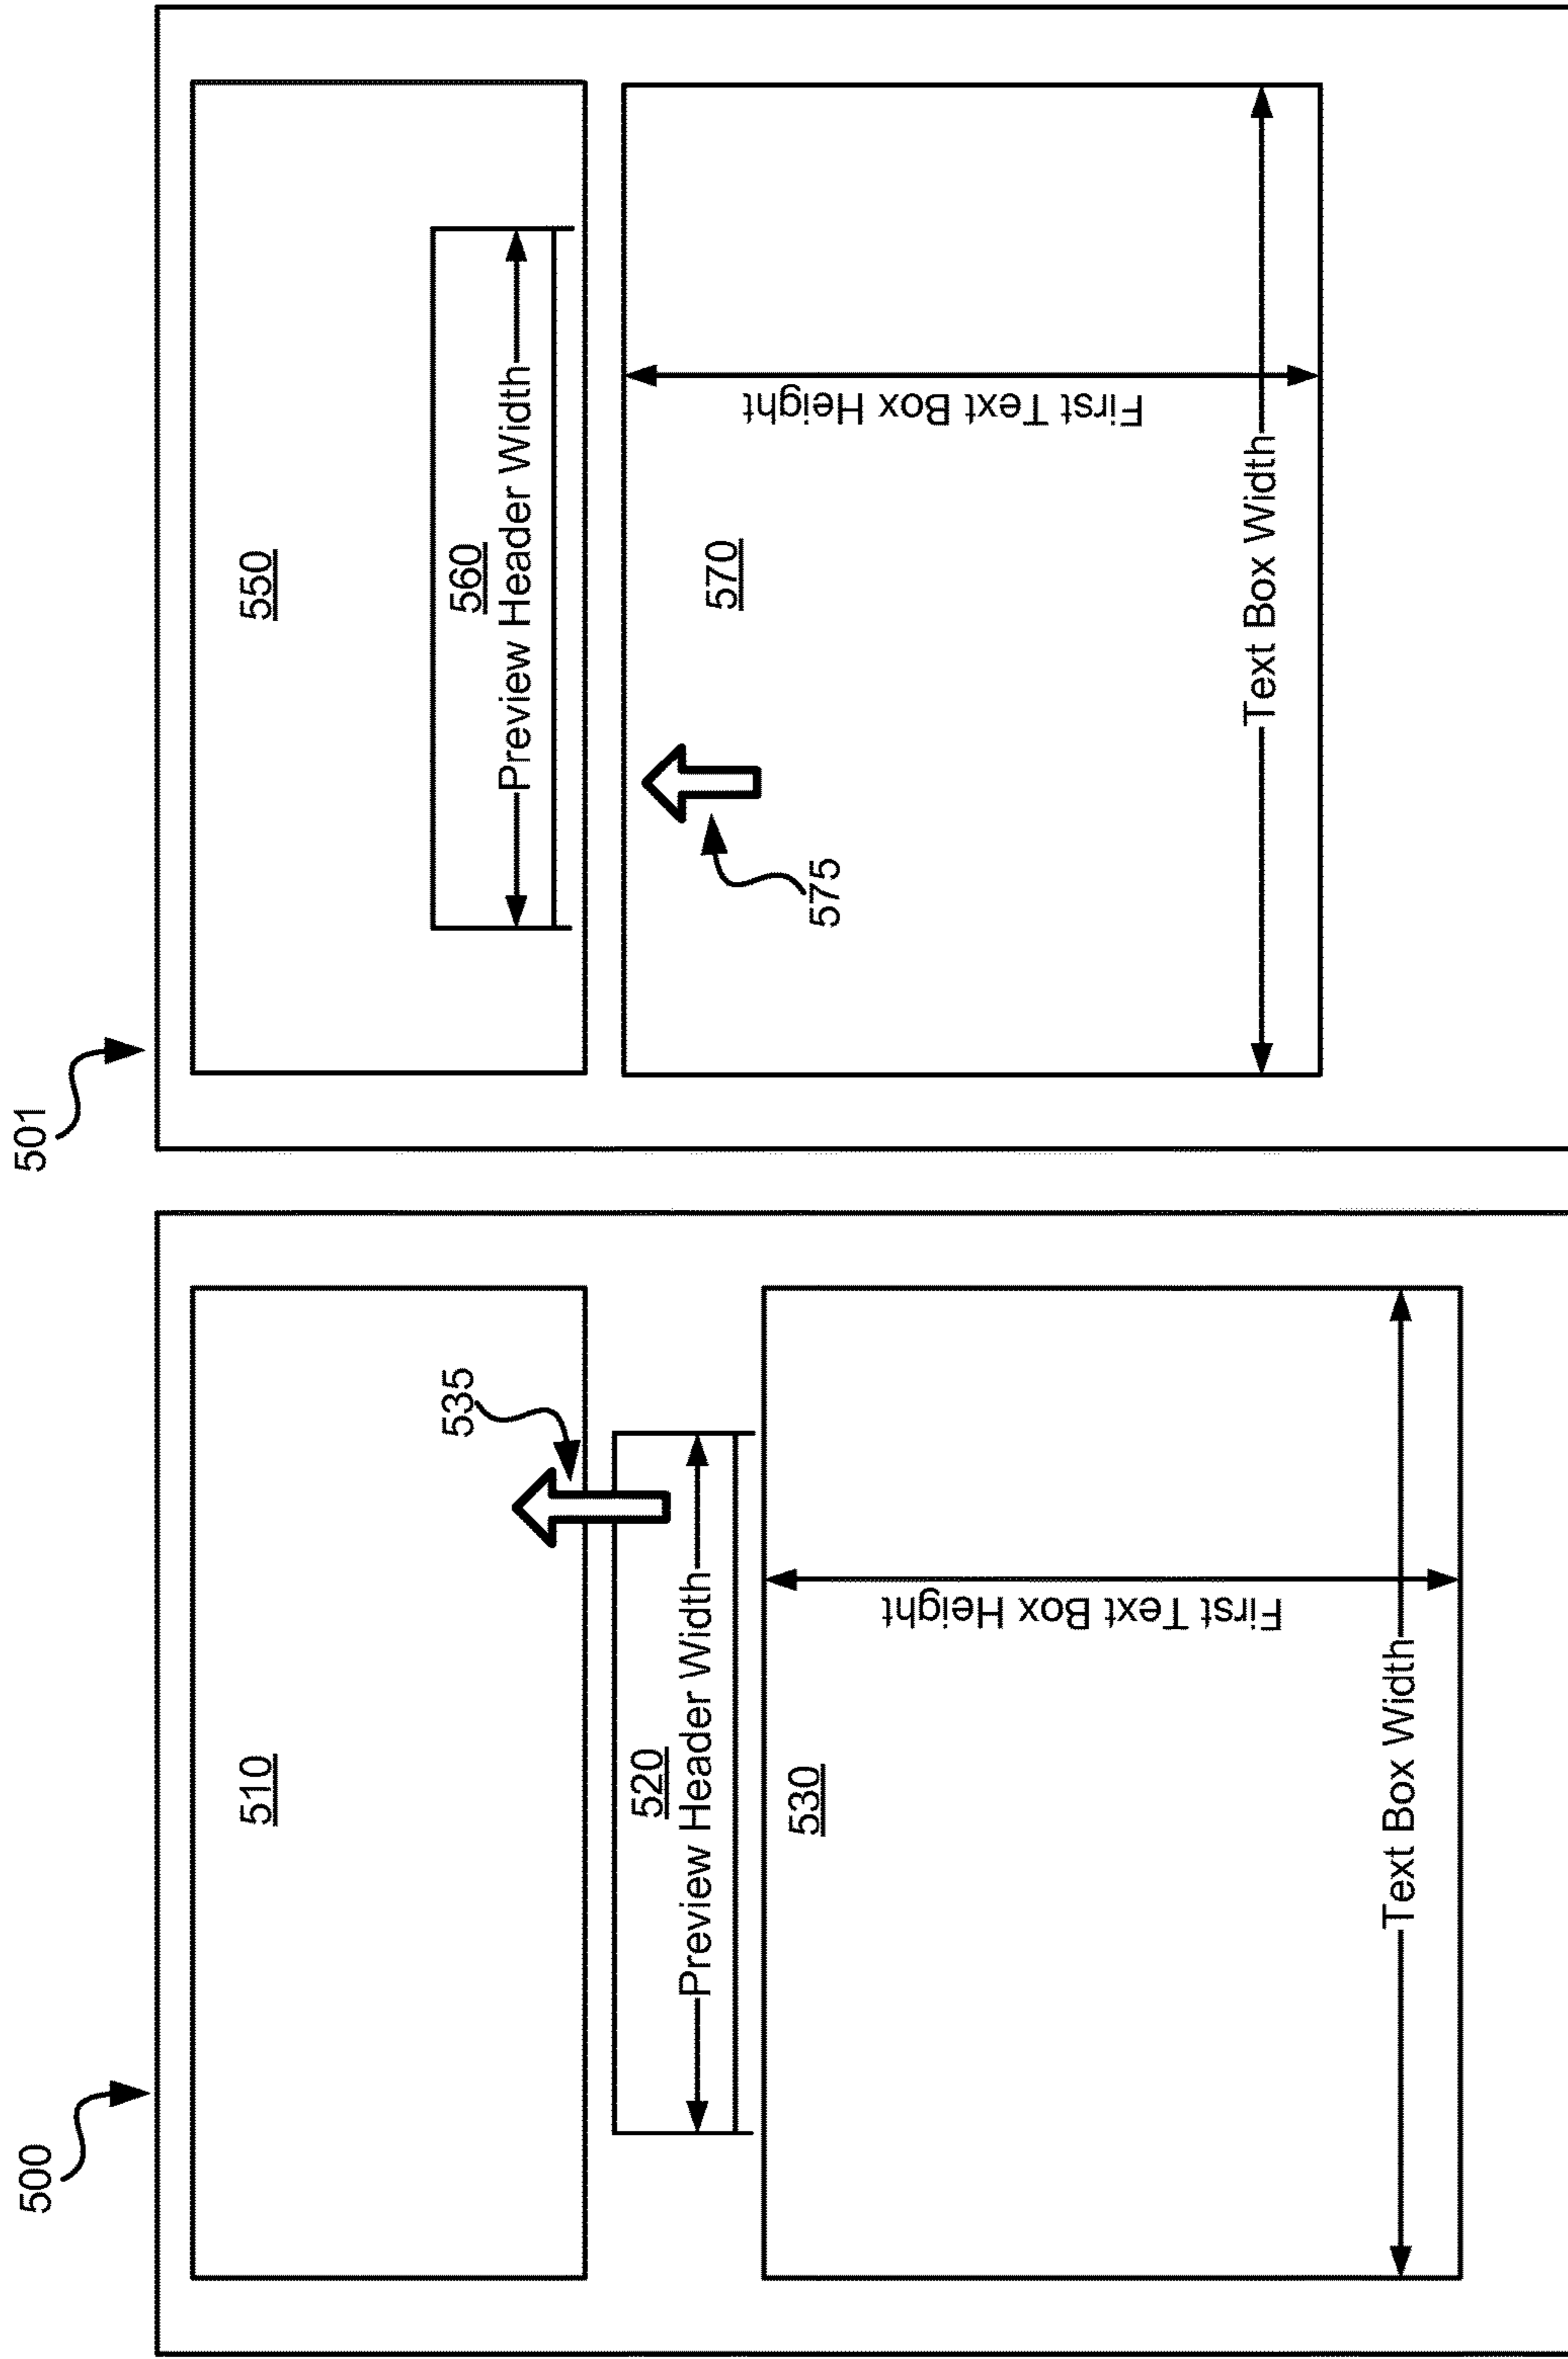 500
510
535
520
Preview Header Width
530
First Text Box Height
Text Box Width
501
550
560
Preview Header Width
570
575
First Text Box Height
Text Box Width